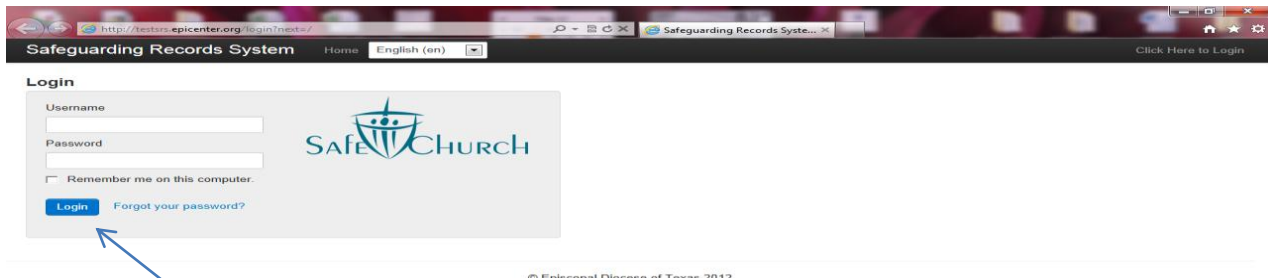 http://testsrs.epicenter.org/login?next=/
Safeguarding Records Syste...
Safeguarding Records System Home English (en) Click Here to Login
Login
Username
Password
Remember me on this computer.
Login Forgot your password?
SAFE CHURCH
© Episcopal Diocese of Texas 2012